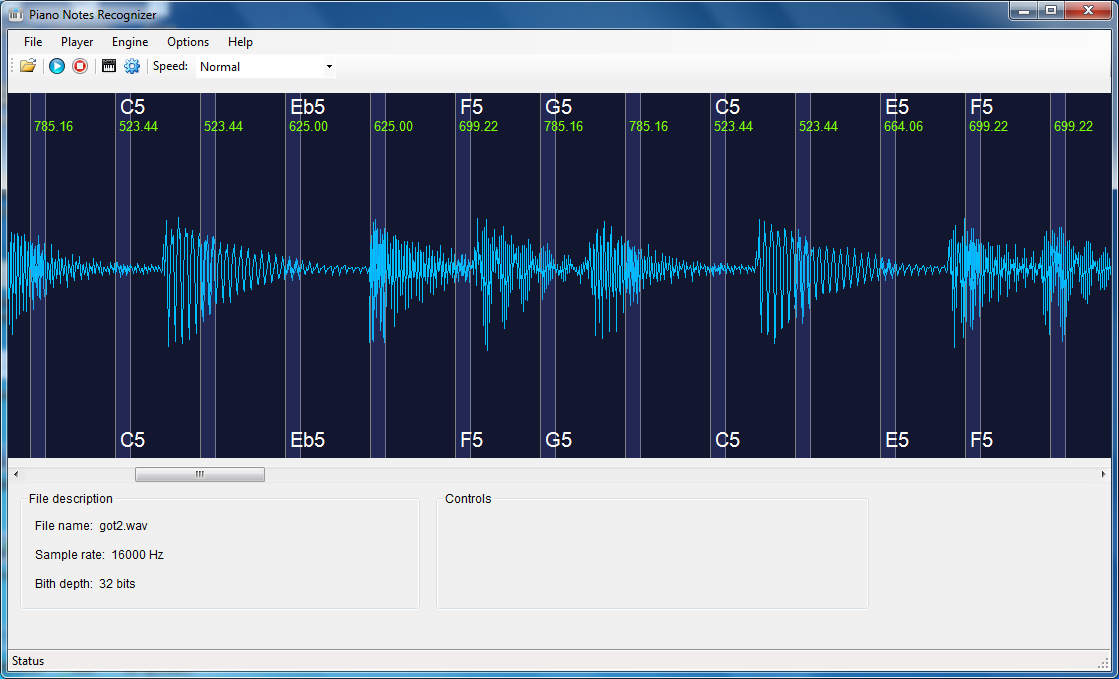 Piano Notes Recognizer
File Player Engine Options Help
Speed: Normal
C5 Eb5 F5 G5 C5 E5 F5
785.16 523.44 523.44 625.00 625.00 699.22 785.16 785.16 523.44 523.44 664.06 699.22 699.22
C5 Eb5 F5 G5 C5 E5 F5
File description Controls
File name: got2.wav
Sample rate: 16000 Hz
Bith depth: 32 bits
Status